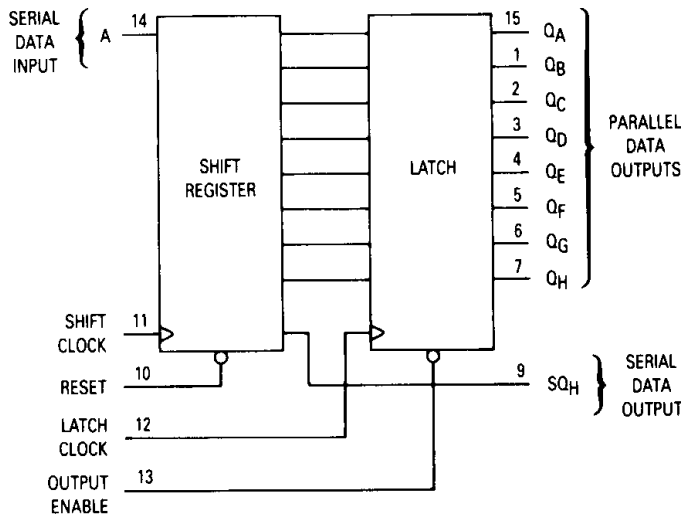 SERIAL
DATA
INPUT
A
14
SHIFT
REGISTER
LATCH
15
QA
1
QB
2
QC
3
QD
4
QE
5
QF
6
QG
7
QH
PARALLEL
DATA
OUTPUTS
SHIFT
CLOCK
11
RESET
10
LATCH
CLOCK
12
OUTPUT
ENABLE
13
9
SQH
SERIAL
DATA
OUTPUT